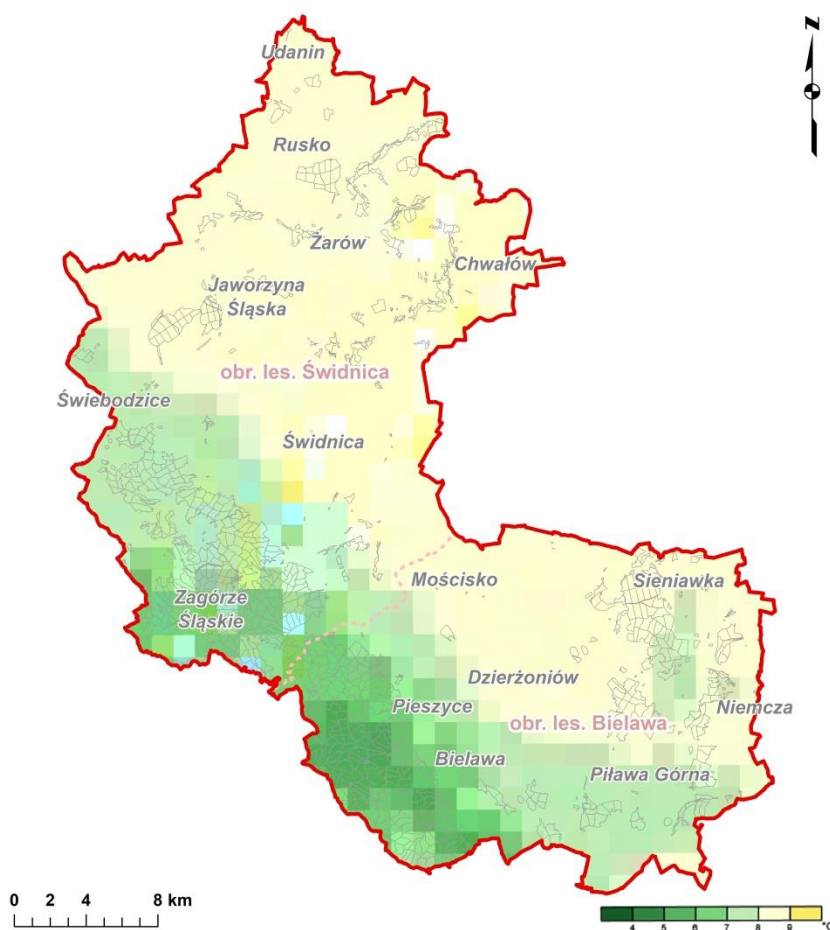 Udanin
N
Rusko
Żarów
Chwałów
Jaworzyna
Śląska
obr. les. Świdnica
Świebodzice
Świdnica
Mościsko
Sieniawka
Zagórze
Śląskie
Dzierżoniów
Pieszyce
Niemcza
obr. les. Bielawa
Bielawa
Piława Górna
0 2 4 8 km
4 5 6 7 8 9 °C